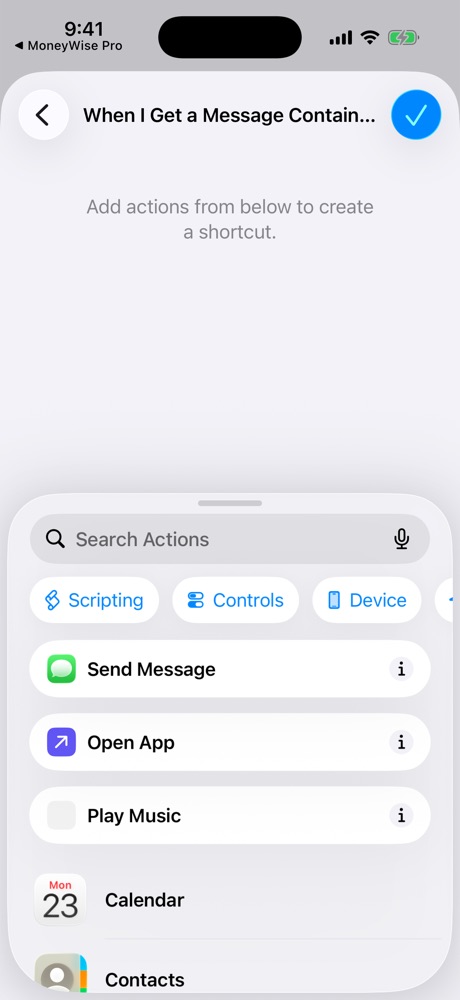 9:41
◀ MoneyWise Pro
When I Get a Message Contain...
Add actions from below to create
a shortcut.
Search Actions
Scripting
Controls
Device
Send Message
Open App
Play Music
Mon
23
Calendar
Contacts